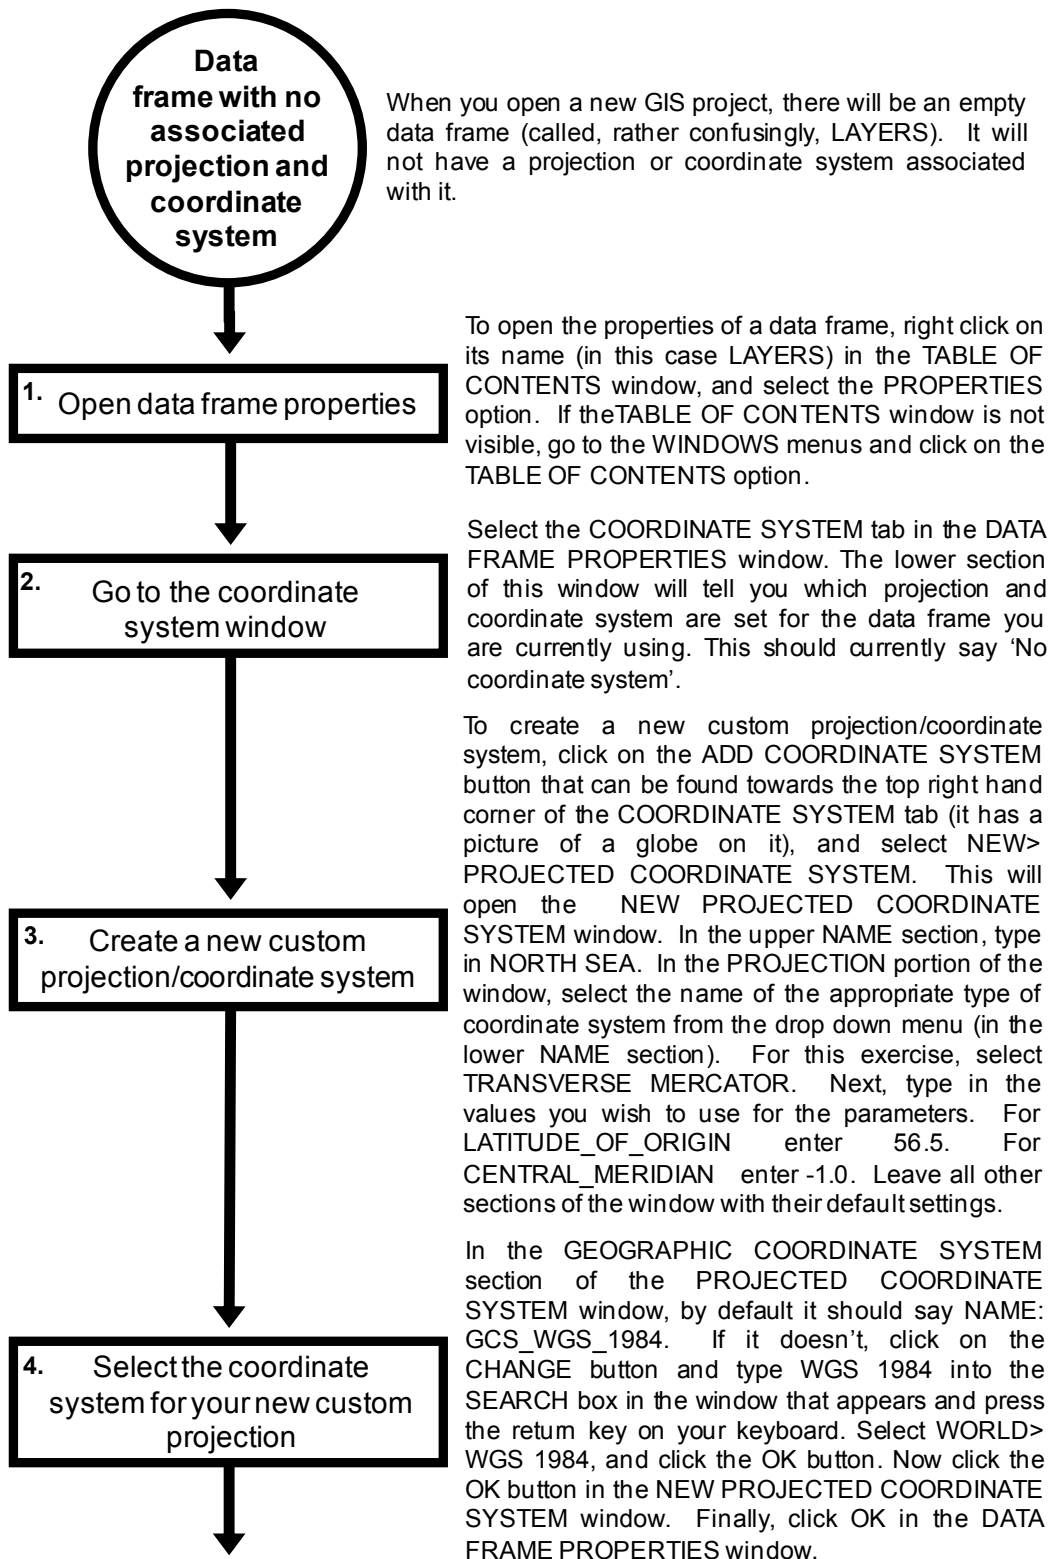 Data
frame with no
associated
projection and
coordinate
system
When you open a new GIS project, there will be an empty
data frame (called, rather confusingly, LAYERS). It will
not have a projection or coordinate system associated
with it.
1. Open data frame properties
To open the properties of a data frame, right click on
its name (in this case LAYERS) in the TABLE OF
CONTENTS window, and select the PROPERTIES
option. If theTABLE OF CONTENTS window is not
visible, go to the WINDOWS menus and click on the
TABLE OF CONTENTS option.
2. Go to the coordinate
system window
Select the COORDINATE SYSTEM tab in the DATA
FRAME PROPERTIES window. The lower section
of this window will tell you which projection and
coordinate system are set for the data frame you
are currently using. This should currently say ‘No
coordinate system’.
3. Create a new custom
projection/coordinate system
To create a new custom projection/coordinate
system, click on the ADD COORDINATE SYSTEM
button that can be found towards the top right hand
corner of the COORDINATE SYSTEM tab (it has a
picture of a globe on it), and select NEW>
PROJECTED COORDINATE SYSTEM. This will
open the NEW PROJECTED COORDINATE
SYSTEM window. In the upper NAME section, type
in NORTH SEA. In the PROJECTION portion of the
window, select the name of the appropriate type of
coordinate system from the drop down menu (in the
lower NAME section). For this exercise, select
TRANSVERSE MERCATOR. Next, type in the
values you wish to use for the parameters. For
LATITUDE_OF_ORIGIN enter 56.5. For
CENTRAL_MERIDIAN enter -1.0. Leave all other
sections of the window with their default settings.
4. Select the coordinate
system for your new custom
projection
In the GEOGRAPHIC COORDINATE SYSTEM
section of the PROJECTED COORDINATE
SYSTEM window, by default it should say NAME:
GCS_WGS_1984. If it doesn’t, click on the
CHANGE button and type WGS 1984 into the
SEARCH box in the window that appears and press
the return key on your keyboard. Select WORLD>
WGS 1984, and click the OK button. Now click the
OK button in the NEW PROJECTED COORDINATE
SYSTEM window. Finally, click OK in the DATA
FRAME PROPERTIES window.